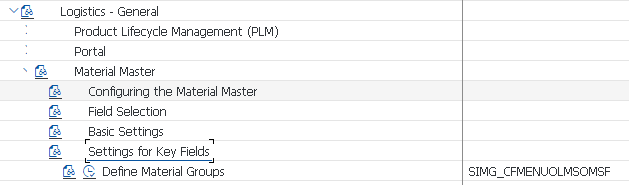 Logistics - General
Product Lifecycle Management (PLM)
Portal
Material Master
Configuring the Material Master
Field Selection
Basic Settings
Settings for Key Fields
Define Material Groups SIMG_CFMENUOLMSOMSF